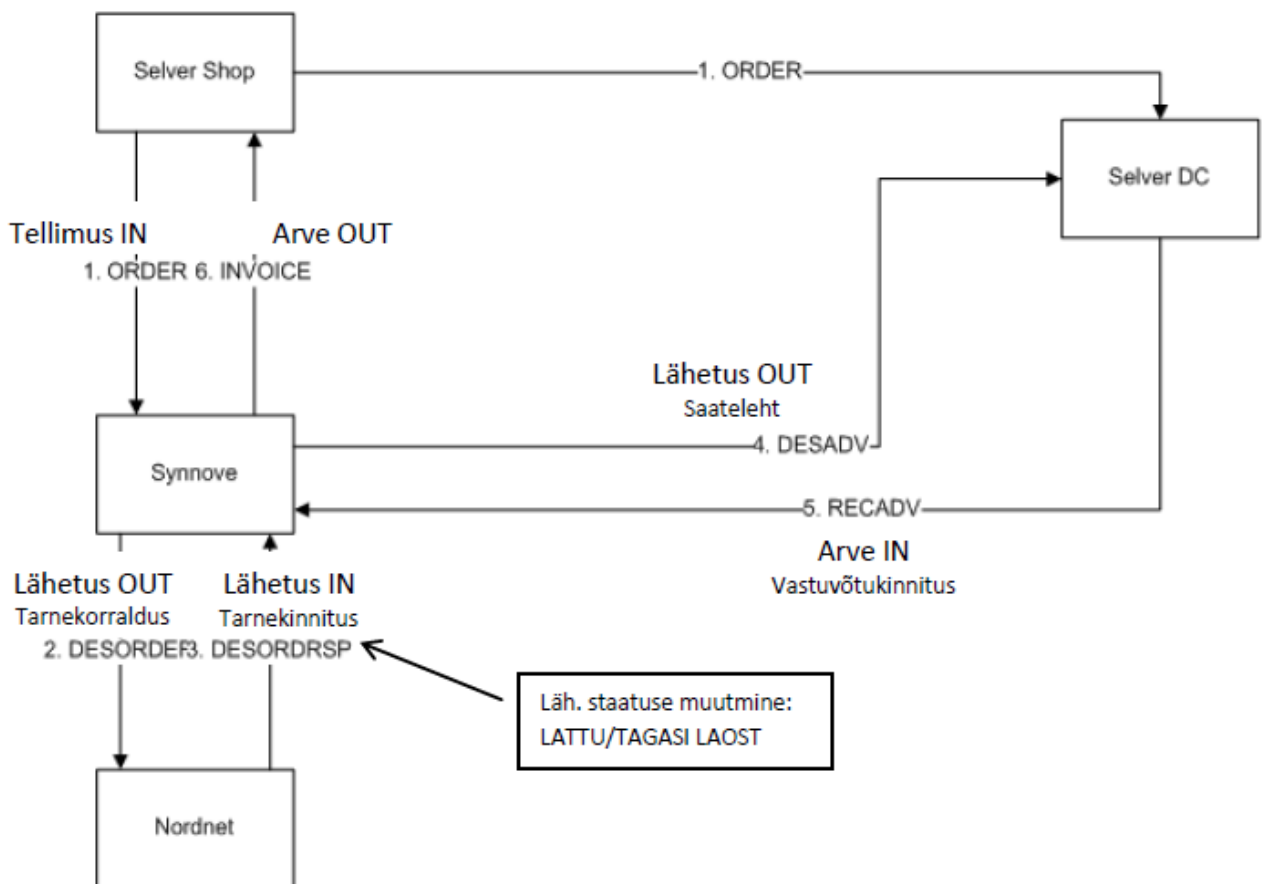 Selver Shop
1. ORDER
Selver DC
Tellimus IN
Arve OUT
1. ORDER
6. INVOICE
Lähetus OUT
Saateleht
4. DESADV
Synnove
5. RECADV
Arve IN
Vastuvõtukinnitus
Lähetus OUT
Tarnekorraldus
Lähetus IN
Tarnekinnitus
2. DESORDER
3. DESORDRSP
Läh. staatuse muutmine:
LATTU/TAGASI LAOST
Nordnet